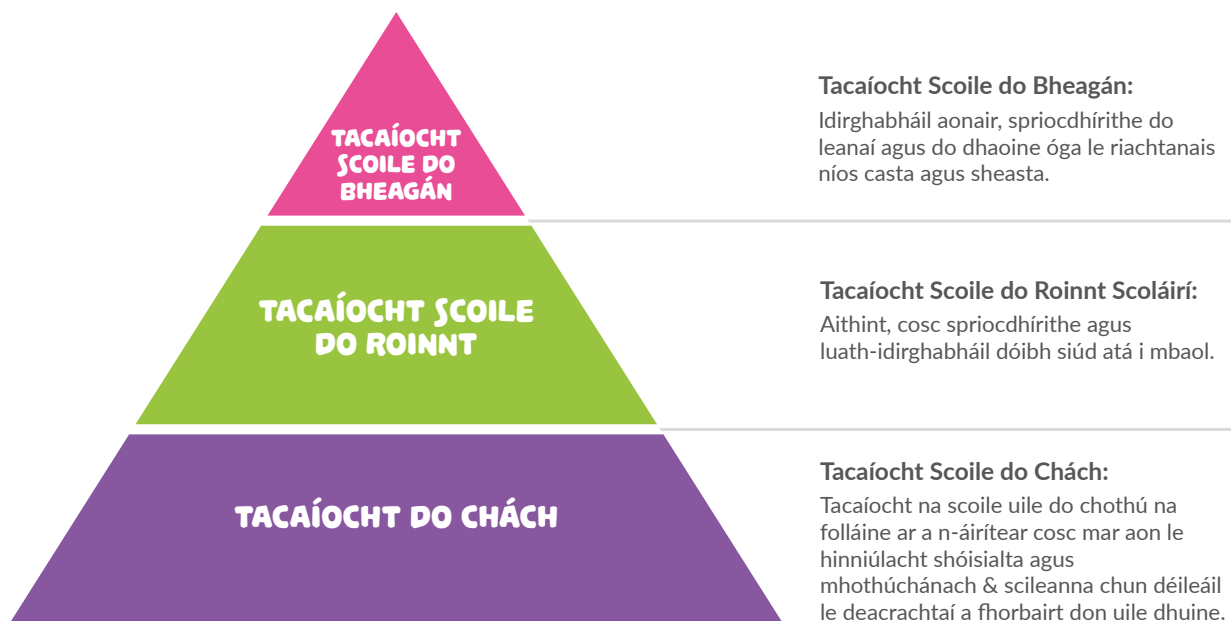 TACAÍOCHT
SCOILE DO
BHEAGÁN
Tacaíocht Scoile do Bheagán:
Idirghabháil aonair, spriocdhírithe do
leanaí agus do dhaoine óga le riachtanais
níos casta agus sheasta.
TACAÍOCHT SCOILE
DO ROINNT
Tacaíocht Scoile do Roinnt Scoláirí:
Aithint, cosc spriocdhírithe agus
luath-idirghabháil dóibh siúd atá i mbaol.
TACAÍOCHT DO CHÁCH
Tacaíocht Scoile do Chách:
Tacaíocht na scoile uile do chothú na
folláine ar a n-áirítear cosc mar aon le
hinniúlacht shóisialta agus
mhothúchánach & scileanna chun déileáil
le deacrachtaí a fhorbairt don uile dhuine.